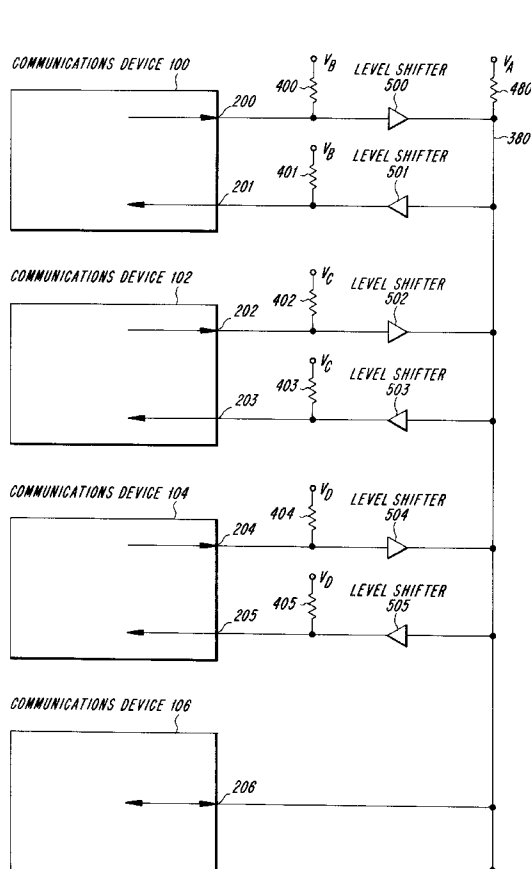 COMMUNICATIONS DEVICE 100
200
V_B
400
LEVEL SHIFTER
500
V_A
480
380
201
V_B
401
LEVEL SHIFTER
501
COMMUNICATIONS DEVICE 102
202
V_C
402
LEVEL SHIFTER
502
203
V_C
403
LEVEL SHIFTER
503
COMMUNICATIONS DEVICE 104
204
V_D
404
LEVEL SHIFTER
504
205
V_D
405
LEVEL SHIFTER
505
COMMUNICATIONS DEVICE 106
206